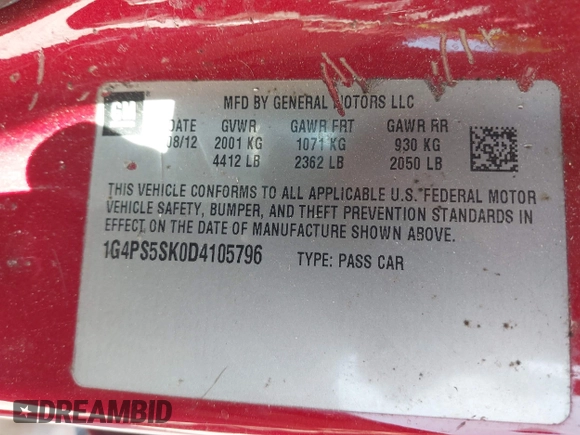 GM
MFD BY GENERAL MOTORS LLC
DATE GVWR GAWR FRT GAWR RR
08/12 2001 KG 1071 KG 930 KG
4412 LB 2362 LB 2050 LB
THIS VEHICLE CONFORMS TO ALL APPLICABLE U.S. FEDERAL MOTOR
VEHICLE SAFETY, BUMPER, AND THEFT PREVENTION STANDARDS IN
EFFECT ON THE DATE OF MANUFACTURE SHOWN ABOVE.
1G4PS5SK0D4105796 TYPE: PASS CAR
DREAMBID